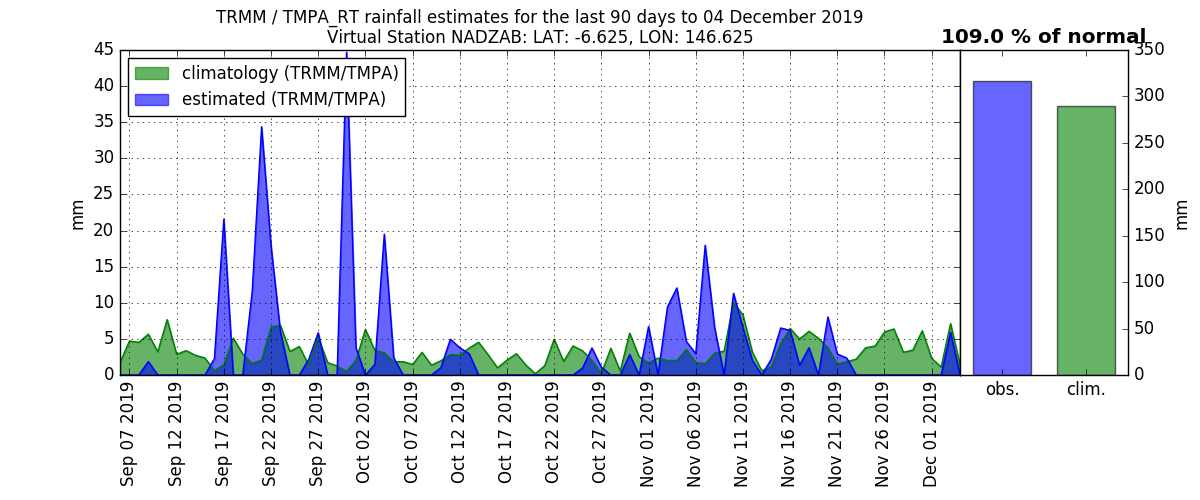 TRMM / TMPA_RT rainfall estimates for the last 90 days to 04 December 2019
Virtual Station NADZAB: LAT: -6.625, LON: 146.625
109.0 % of normal
climatology (TRMM/TMPA)
estimated (TRMM/TMPA)
mm
45
40
35
30
25
20
15
10
5
0
Sep 07 2019
Sep 12 2019
Sep 17 2019
Sep 22 2019
Sep 27 2019
Oct 02 2019
Oct 07 2019
Oct 12 2019
Oct 17 2019
Oct 22 2019
Oct 27 2019
Nov 01 2019
Nov 06 2019
Nov 11 2019
Nov 16 2019
Nov 21 2019
Nov 26 2019
Dec 01 2019
obs.
clim.
350
300
250
200
150
100
50
0
mm